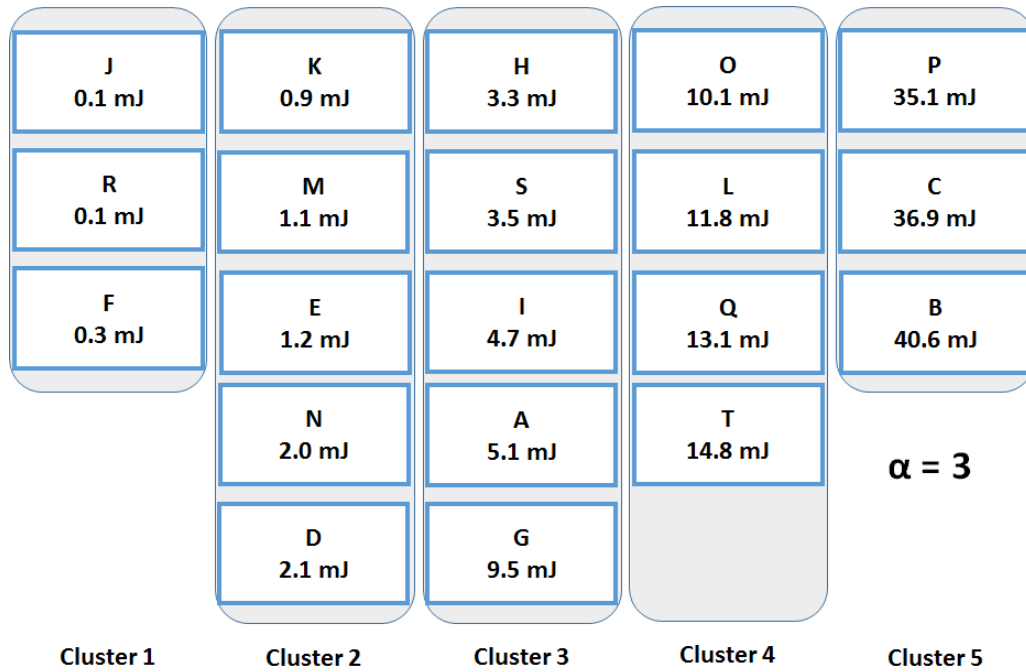 J
0.1 mJ
R
0.1 mJ
F
0.3 mJ
Cluster 1
K
0.9 mJ
M
1.1 mJ
E
1.2 mJ
N
2.0 mJ
D
2.1 mJ
Cluster 2
H
3.3 mJ
S
3.5 mJ
I
4.7 mJ
A
5.1 mJ
G
9.5 mJ
Cluster 3
O
10.1 mJ
L
11.8 mJ
Q
13.1 mJ
T
14.8 mJ
Cluster 4
P
35.1 mJ
C
36.9 mJ
B
40.6 mJ
α = 3
Cluster 5